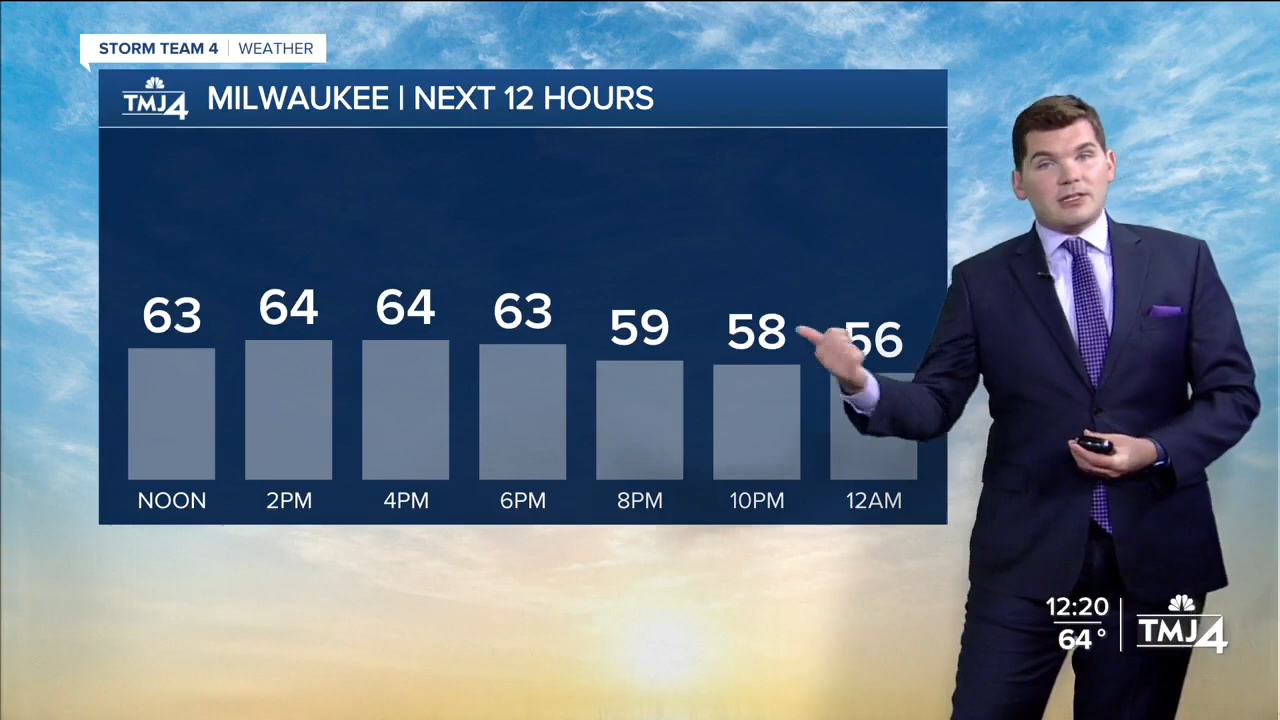 STORM TEAM 4 | WEATHER
TMJ4
MILWAUKEE | NEXT 12 HOURS
63 64 64 63 59 58 56
NOON 2PM 4PM 6PM 8PM 10PM 12AM
12:20
64°
TMJ4